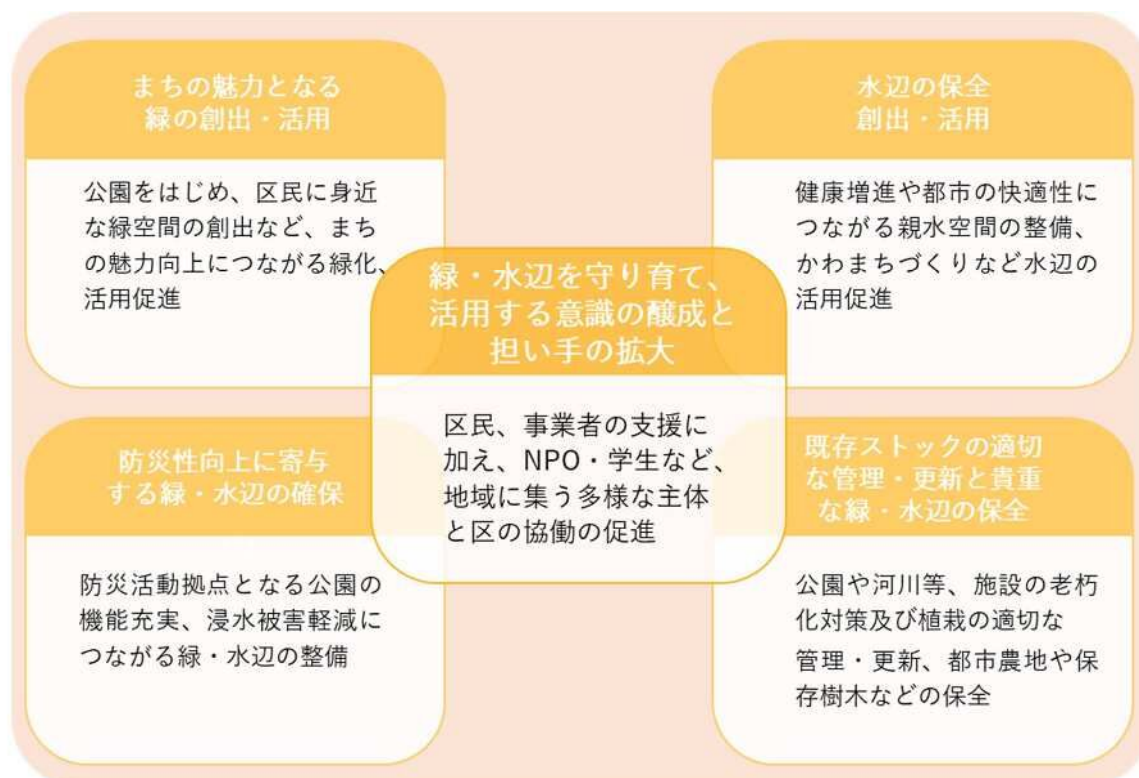 まちの魅力となる
緑の創出・活用
公園をはじめ、区民に身近
な緑空間の創出など、まち
の魅力向上につながる緑化、
活用促進
水辺の保全
創出・活用
健康増進や都市の快適性に
つながる親水空間の整備、
かわまちづくりなど水辺の
活用促進
緑・水辺を守り育て、
活用する意識の醸成と
担い手の拡大
区民、事業者の支援に
加え、NPO・学生など、
地域に集う多様な主体
と区の協働の促進
防災性向上に寄与
する緑・水辺の確保
防災活動拠点となる公園の
機能充実、浸水被害軽減に
つながる緑・水辺の整備
既存ストックの適切
な管理・更新と貴重
な緑・水辺の保全
公園や河川等、施設の老朽
化対策及び植栽の適切な
管理・更新、都市農地や保
存樹木などの保全